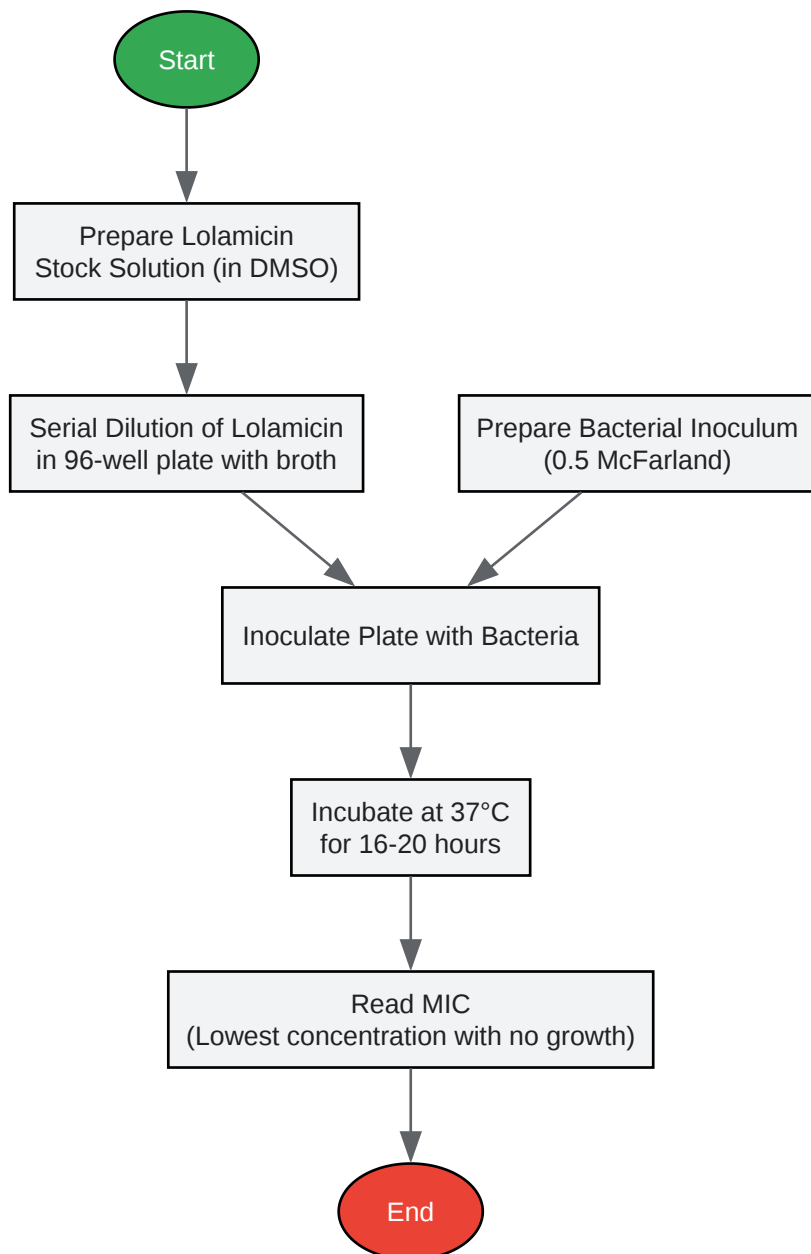 Start
Prepare Lolamicin
Stock Solution (in DMSO)
Serial Dilution of Lolamicin
in 96-well plate with broth
Prepare Bacterial Inoculum
(0.5 McFarland)
Inoculate Plate with Bacteria
Incubate at 37°C
for 16-20 hours
Read MIC
(Lowest concentration with no growth)
End